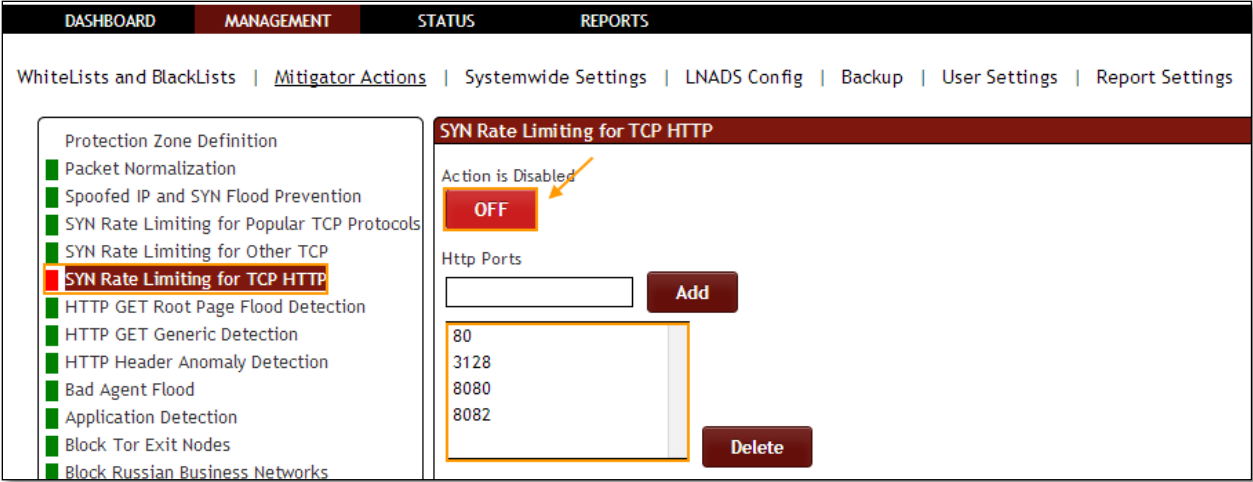 DASHBOARD MANAGEMENT STATUS REPORTS
WhiteLists and BlackLists | Mitigator Actions | Systemwide Settings | LNADS Config | Backup | User Settings | Report Settings
Protection Zone Definition
Packet Normalization
Spoofed IP and SYN Flood Prevention
SYN Rate Limiting for Popular TCP Protocols
SYN Rate Limiting for Other TCP
SYN Rate Limiting for TCP HTTP
HTTP GET Root Page Flood Detection
HTTP GET Generic Detection
HTTP Header Anomaly Detection
Bad Agent Flood
Application Detection
Block Tor Exit Nodes
Block Russian Business Networks
SYN Rate Limiting for TCP HTTP
Action is Disabled
OFF
Http Ports
Add
80
3128
8080
8082
Delete